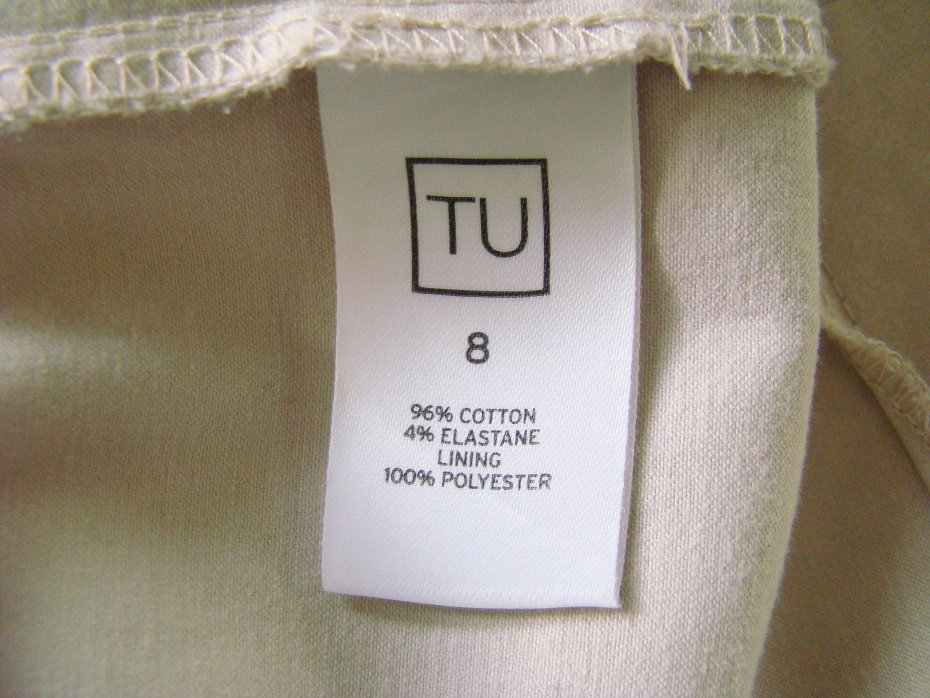 TU
8
96% COTTON
4% ELASTANE
LINING
100% POLYESTER